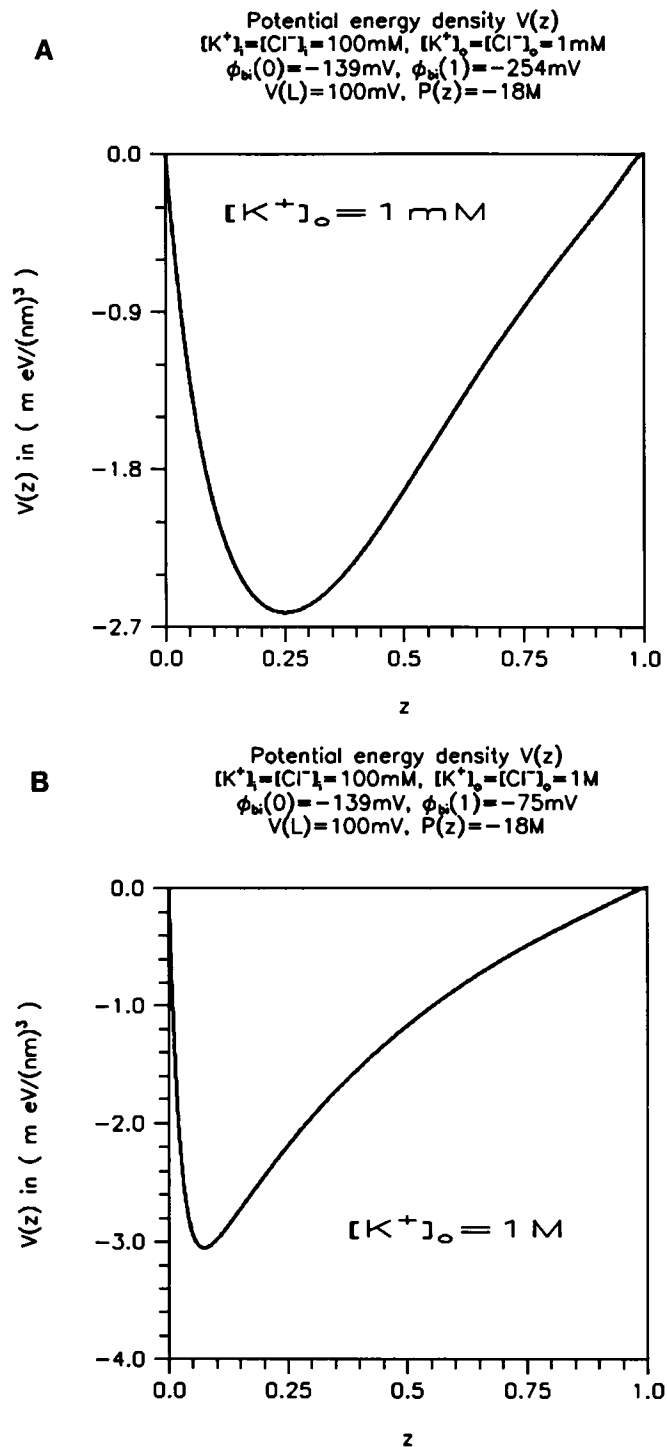 A
Potential energy density V(z)
[K⁺]ᵢ=[Cl⁻]ᵢ=100mM, [K⁺]ₒ=[Cl⁻]ₒ=1mM
ϕbi(0)=−139mV, ϕbi(1)=−254mV
V(L)=100mV, P(z)=−18M
[K⁺]ₒ=1 mM
V(z) in ( m eV/(nm)³ )
0.0
−0.9
−1.8
−2.7
0.0 0.25 0.5 0.75 1.0
z
B
Potential energy density V(z)
[K⁺]ᵢ=[Cl⁻]ᵢ=100mM, [K⁺]ₒ=[Cl⁻]ₒ=1M
ϕbi(0)=−139mV, ϕbi(1)=−75mV
V(L)=100mV, P(z)=−18M
V(z) in ( m eV/(nm)³ )
0.0
−1.0
−2.0
−3.0
−4.0
[K⁺]ₒ=1 M
0.0 0.25 0.5 0.75 1.0
z